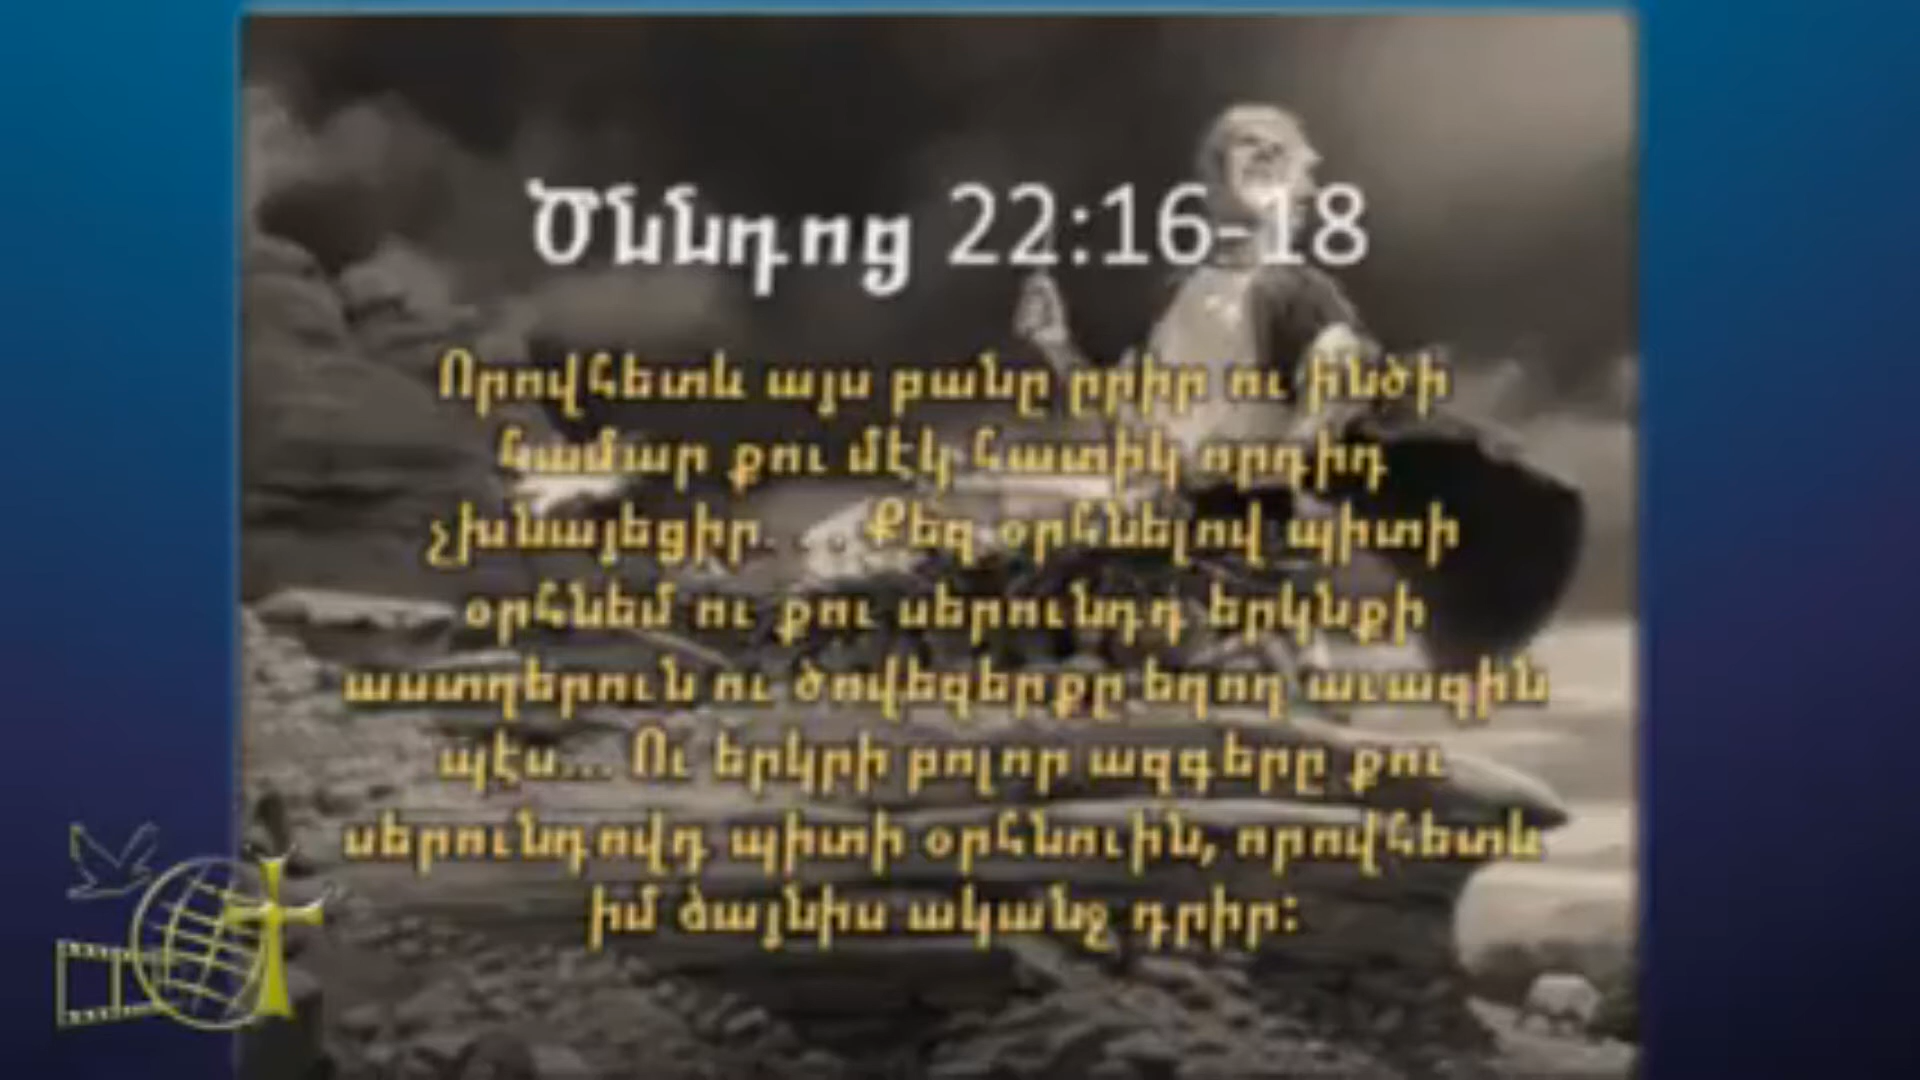 Ծննդոց 22:16-18
Որովհետև այս բանը ըրիր ու ինծի
համար քու մէկ հատիկ որդիդ
չխնայեցիր. ... Քեզ օրհնելով պիտի
օրհնեմ ու քու սերունդդ երկնքի
աստղերուն ու ծովեզերքը եղող աւազին
պէս... Ու երկրի բոլոր ազգերը քու
սերունդովդ պիտի օրհնուին, որովհետև
իմ ձայնիս ականջ դրիր: